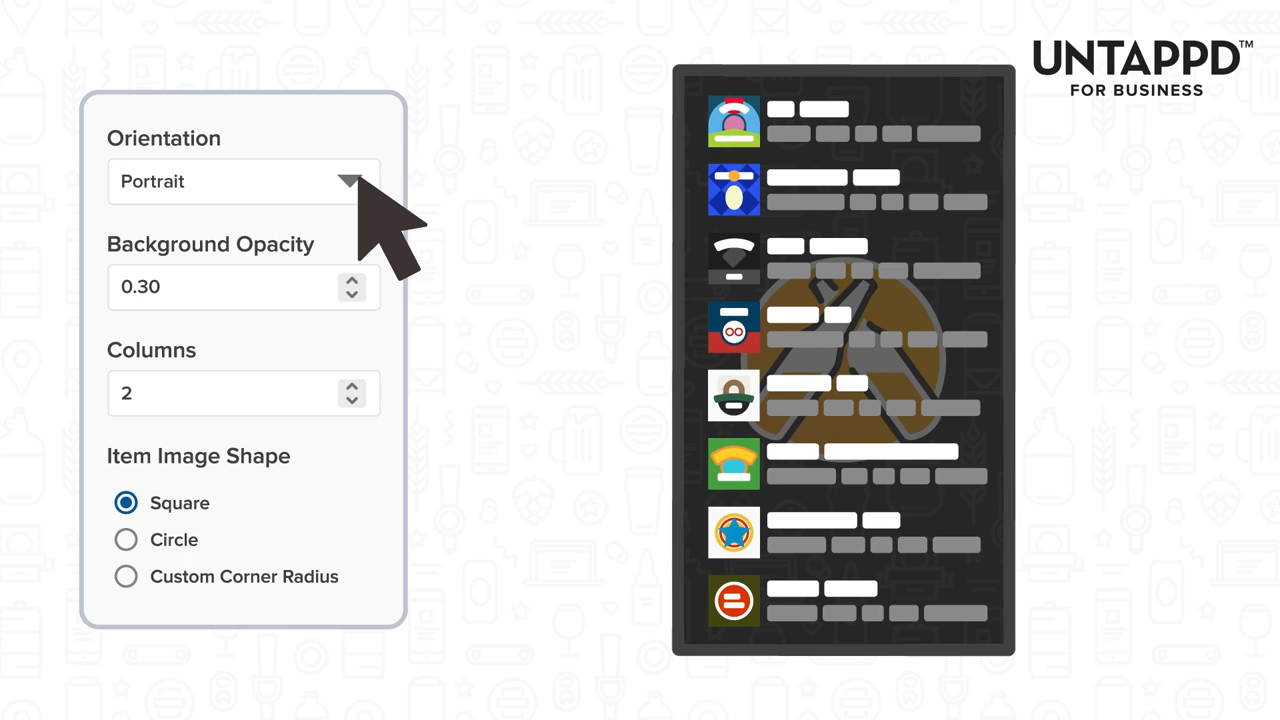 Orientation
Portrait
Background Opacity
0.30
Columns
2
Item Image Shape
Square
Circle
Custom Corner Radius
UNTAPPD™
FOR BUSINESS